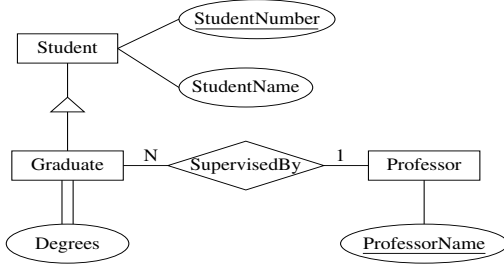 StudentNumber
Student
StudentName
Graduate
N
SupervisedBy
1
Professor
Degrees
ProfessorName